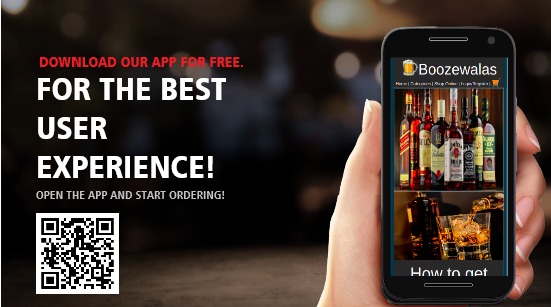 DOWNLOAD OUR APP FOR FREE.
FOR THE BEST
USER
EXPERIENCE!
OPEN THE APP AND START ORDERING!
Boozewalas
Home | Categories | Shop Online | Login/Register |
How to get